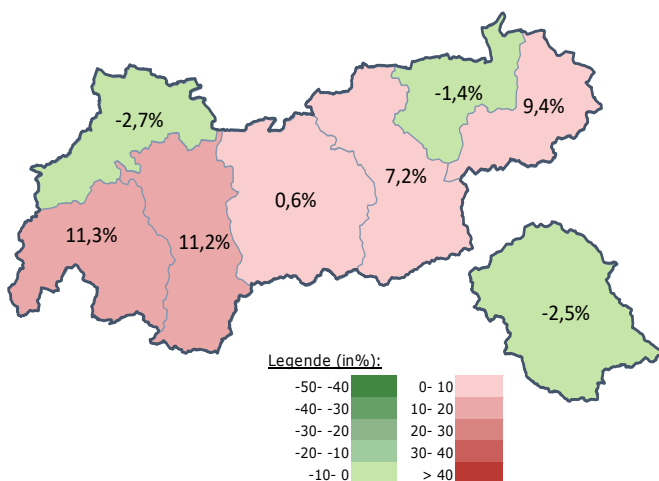 -1,4%
9,4%
-2,7%
7,2%
0,6%
11,3%
11,2%
-2,5%
Legende (in%):
-50- -40 0- 10
-40- -30 10- 20
-30- -20 20- 30
-20- -10 30- 40
-10- 0 > 40